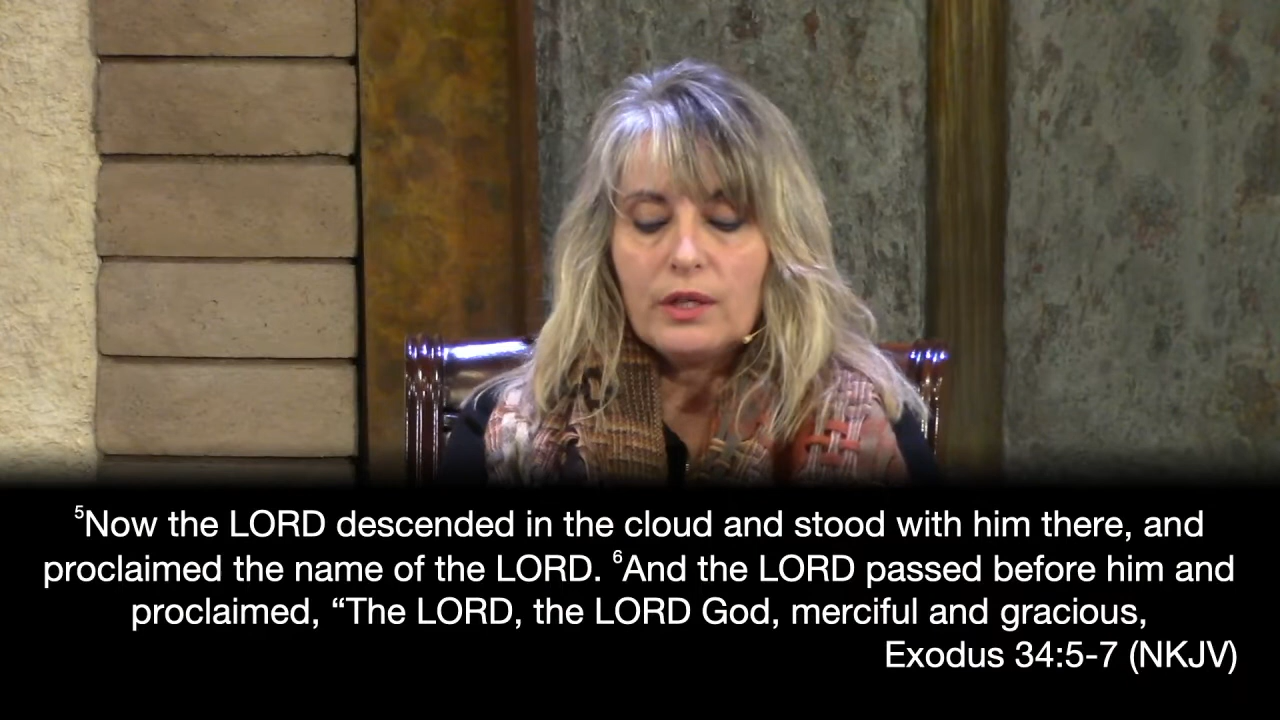 ⁵Now the LORD descended in the cloud and stood with him there, and
proclaimed the name of the LORD. ⁶And the LORD passed before him and
proclaimed, “The LORD, the LORD God, merciful and gracious,
Exodus 34:5-7 (NKJV)